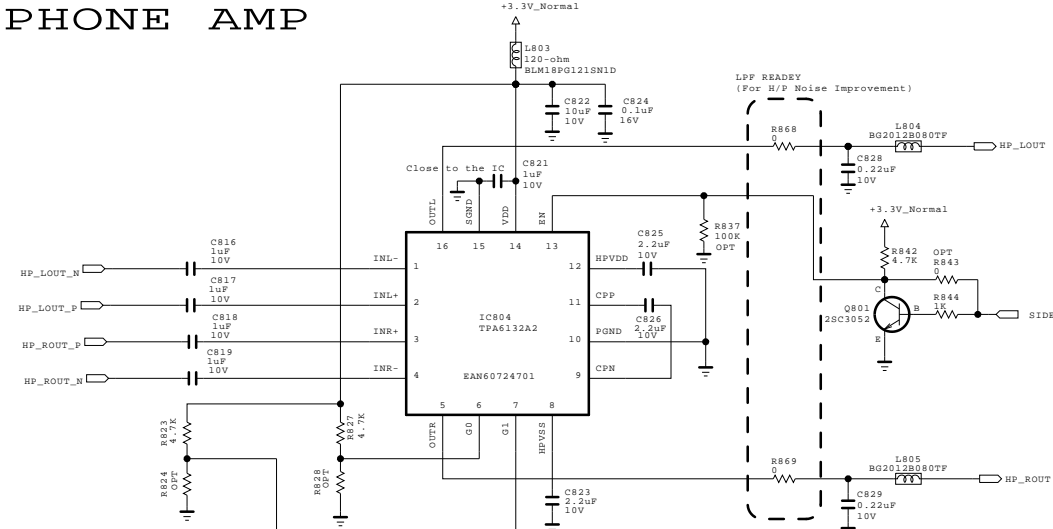 PHONE AMP
+3.3V_Normal
L803
120-ohm
BLM18PG121SN1D
C822
10uF
10V
C824
0.1uF
16V
LPF READEY
(For H/P Noise Improvement)
R868
0
L804
BG2012B080TF
HP_LOUT
C828
0.22uF
10V
Close to the IC
C821
1uF
10V
OUTL
SGND
VDD
EN
16
15
14
13
R837
100K
OPT
+3.3V_Normal
R842
4.7K
OPT
R843
0
R844
1K
Q801
2SC3052
C
B
E
SIDE
C816
1uF
10V
HP_LOUT_N
INL-
1
C817
1uF
10V
HP_LOUT_P
INL+
2
C818
1uF
10V
HP_ROUT_P
INR+
3
C819
1uF
10V
HP_ROUT_N
INR-
4
IC804
TPA6132A2
EAN60724701
C825
2.2uF
10V
12
HPVDD
11
CPP
C826
2.2uF
10V
10
PGND
9
CPN
5
6
7
8
OUTR
G0
G1
HPVSS
R823
4.7K
R824
OPT
R827
4.7K
R828
OPT
C823
2.2uF
10V
R869
0
L805
BG2012B080TF
HP_ROUT
C829
0.22uF
10V